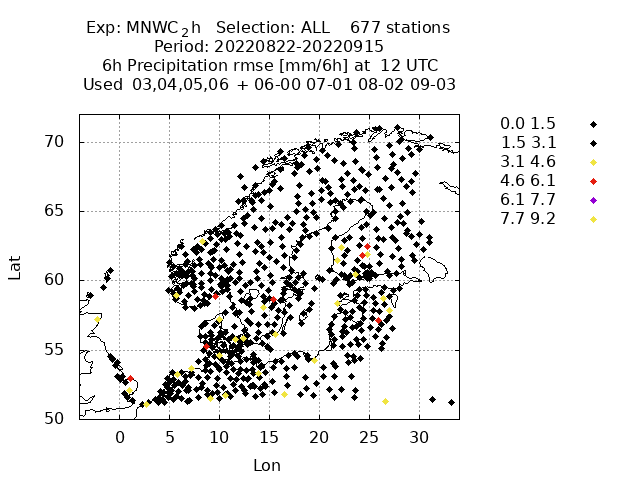 Exp: MNWC_2h Selection: ALL 677 stations
Period: 20220822-20220915
6h Precipitation rmse [mm/6h] at 12 UTC
Used 03,04,05,06 + 06-00 07-01 08-02 09-03
0.0 1.5
1.5 3.1
3.1 4.6
4.6 6.1
6.1 7.7
7.7 9.2
70
65
60
55
50
Lat
0 5 10 15 20 25 30
Lon